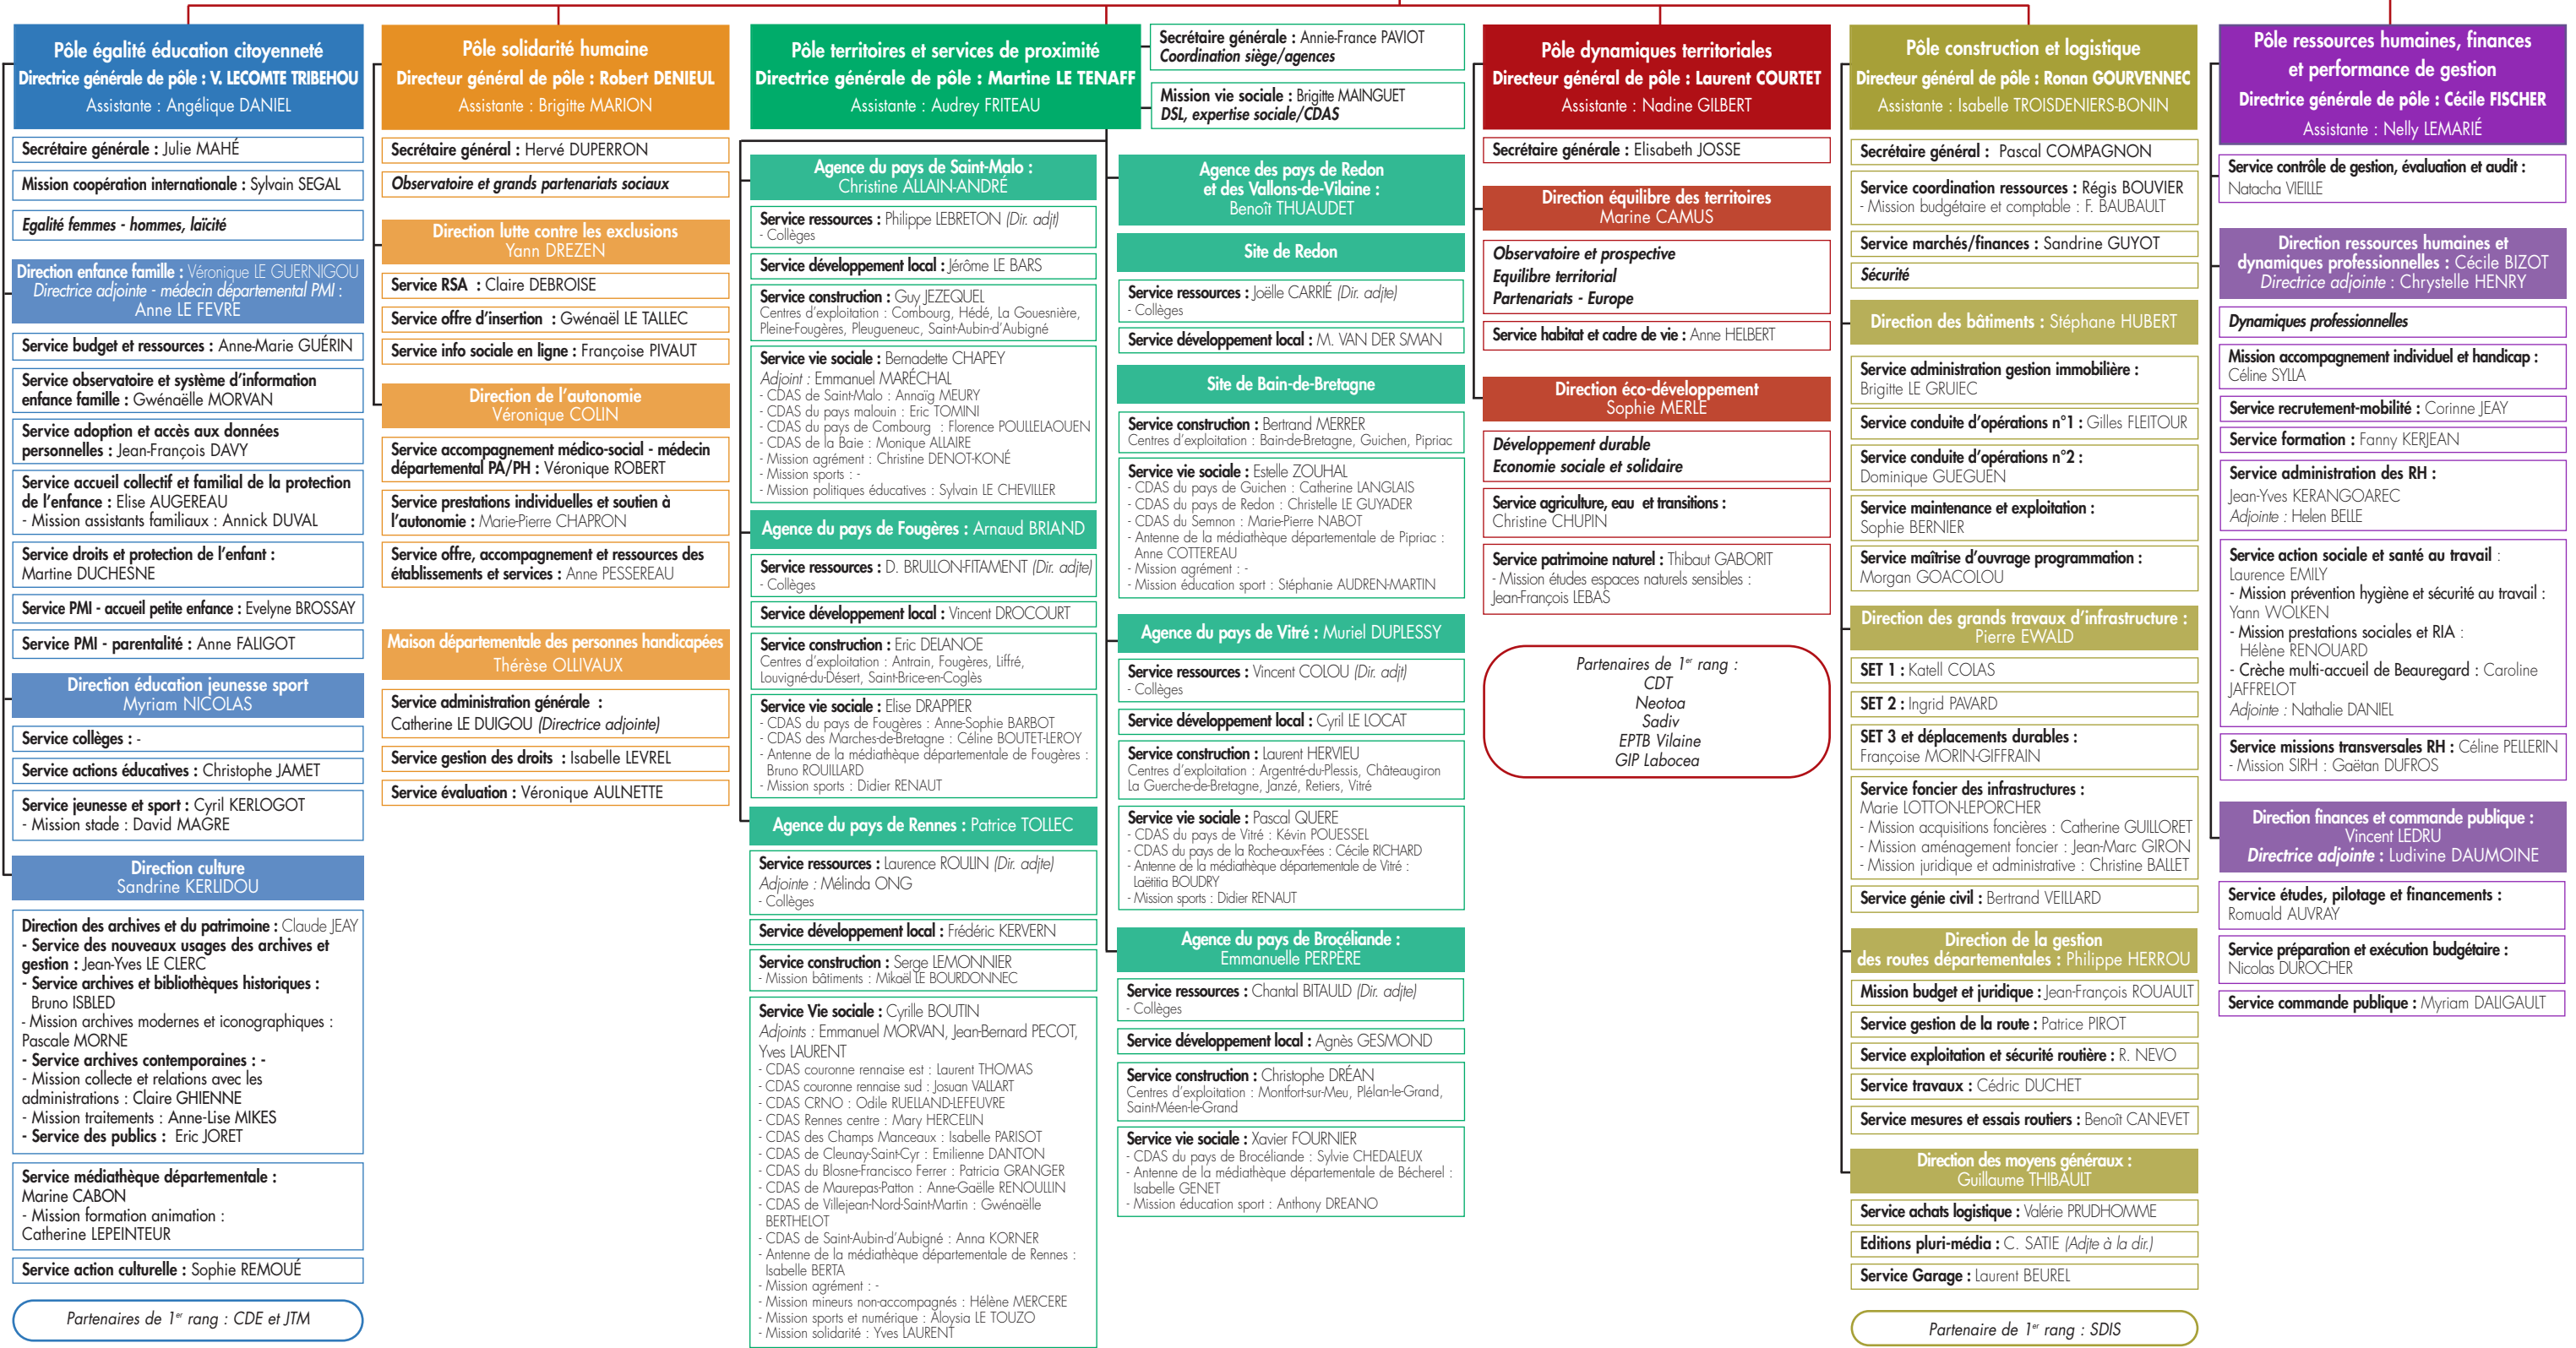 Pôle égalité éducation citoyenneté
Directrice générale de pôle : V. LECOMTE TRIBEHOU
Assistante : Angélique DANIEL
Secrétaire générale : Julie MAHÉ
Mission coopération internationale : Sylvain SEGAL
Egalité femmes - hommes, laïcité
Direction enfance famille : Véronique LE GUERNIGOU
Directrice adjointe - médecin départemental PMI :
Anne LE FEVRE
Service budget et ressources : Anne-Marie GUÉRIN
Service observatoire et système d'information
enfance famille : Gwénaëlle MORVAN
Service adoption et accès aux données
personnelles : Jean-François DAVY
Service accueil collectif et familial de la protection
de l'enfance : Elise AUGEREAU
- Mission assistants familiaux : Annick DUVAL
Service droits et protection de l'enfant :
Martine DUCHESNE
Service PMI - accueil petite enfance : Evelyne BROSSAY
Service PMI - parentalité : Anne FALIGOT
Direction éducation jeunesse sport
Myriam NICOLAS
Service collèges : -
Service actions éducatives : Christophe JAMET
Service jeunesse et sport : Cyril KERLOGOT
- Mission stade : David MAGRE
Direction culture
Sandrine KERLIDOU
Direction des archives et du patrimoine : Claude JEAY
- Service des nouveaux usages des archives et
gestion : Jean-Yves LE CLERC
- Service archives et bibliothèques historiques :
Bruno ISBLED
- Mission archives modernes et iconographiques :
Pascale MORNE
- Service archives contemporaines : -
- Mission collecte et relations avec les
administrations : Claire GHIENNE
- Mission traitements : Anne-Lise MIKES
- Service des publics : Eric JORET
Service médiathèque départementale :
Marine CABON
- Mission formation animation :
Catherine LEPEINTEUR
Service action culturelle : Sophie REMOUÉ
Partenaires de 1er rang : CDE et JTM
Pôle solidarité humaine
Directeur général de pôle : Robert DENIEUL
Assistante : Brigitte MARION
Secrétaire général : Hervé DUPERRON
Observatoire et grands partenariats sociaux
Direction lutte contre les exclusions
Yann DREZEN
Service RSA : Claire DEBROISE
Service offre d'insertion : Gwénaël LE TALLEC
Service info sociale en ligne : Françoise PIVAUT
Direction de l'autonomie
Véronique COLIN
Service accompagnement médico-social - médecin
départemental PA/PH : Véronique ROBERT
Service prestations individuelles et soutien à
l'autonomie : Marie-Pierre CHAPRON
Service offre, accompagnement et ressources des
établissements et services : Anne PESSEREAU
Maison départementale des personnes handicapées
Thérèse OLLIVAUX
Service administration générale :
Catherine LE DUIGOU (Directrice adjointe)
Service gestion des droits : Isabelle LEVREL
Service évaluation : Véronique AULNETTE
Pôle territoires et services de proximité
Directrice générale de pôle : Martine LE TENAFF
Assistante : Audrey FRITEAU
Secrétaire générale : Annie-France PAVIOT
Coordination siège/agences
Mission vie sociale : Brigitte MAINGUET
DSL, expertise sociale/CDAS
Agence du pays de Saint-Malo :
Christine ALLAIN-ANDRÉ
Service ressources : Philippe LEBRETON (Dir. adjt)
- Collèges
Service développement local : Jérôme LE BARS
Service construction : Guy JEZEQUEL
Centres d'exploitation : Combourg, Hédé, La Gouesnière,
Pleine-Fougères, Pleugueneuc, Saint-Aubin-d'Aubigné
Service vie sociale : Bernadette CHAPEY
Adjoint : Emmanuel MARÉCHAL
- CDAS de Saint-Malo : Annaïg MEURY
- CDAS du pays malouin : Eric TOMINI
- CDAS du pays de Combourg : Florence POULLELAOUEN
- CDAS de la Baie : Monique ALLAIRE
- Mission agrément : Christine DENOT-KONÉ
- Mission sports : -
- Mission politiques éducatives : Sylvain LE CHEVILLER
Agence du pays de Fougères : Arnaud BRIAND
Service ressources : D. BRULLON-FITAMENT (Dir. adjte)
- Collèges
Service développement local : Vincent DROCOURT
Service construction : Eric DELANOE
Centres d'exploitation : Antrain, Fougères, Liffré,
Louvigné-du-Désert, Saint-Brice-en-Coglès
Service vie sociale : Elise DRAPPIER
- CDAS du pays de Fougères : Anne-Sophie BARBOT
- CDAS des Marches-de-Bretagne : Céline BOUTET-LEROY
- Antenne de la médiathèque départementale de Fougères :
Bruno ROUILLARD
- Mission sports : Didier RENAUT
Agence du pays de Rennes : Patrice TOLLEC
Service ressources : Laurence ROULIN (Dir. adjte)
Adjointe : Mélinda ONG
- Collèges
Service développement local : Frédéric KERVERN
Service construction : Serge LEMONNIER
- Mission bâtiments : Mikaël LE BOURDONNEC
Service Vie sociale : Cyrille BOUTIN
Adjoints : Emmanuel MORVAN, Jean-Bernard PECOT,
Yves LAURENT
- CDAS couronne rennaise est : Laurent THOMAS
- CDAS couronne rennaise sud : Josuan VALLART
- CDAS CRNO : Odile RUELLAND-LEFEUVRE
- CDAS Rennes centre : Mary HERCELIN
- CDAS des Champs Manceaux : Isabelle PARISOT
- CDAS de Cleunay-Saint-Cyr : Emilienne DANTON
- CDAS du Blosne-Francisco Ferrer : Patricia GRANGER
- CDAS de Maurepas-Patton : Anne-Gaëlle RENOULLIN
- CDAS de Villejean-Nord-Saint-Martin : Gwénaëlle
BERTHELOT
- CDAS de Saint-Aubin-d'Aubigné : Anna KORNER
- Antenne de la médiathèque départementale de Rennes :
Isabelle BERTA
- Mission agrément : -
- Mission mineurs non-accompagnés : Hélène MERCERE
- Mission sports et numérique : Aloysia LE TOUZO
- Mission solidarité : Yves LAURENT
Agence des pays de Redon
et des Vallons-de-Vilaine :
Benoît THUAUDET
Site de Redon
Service ressources : Joëlle CARRIÉ (Dir. adjte)
- Collèges
Service développement local : M. VAN DER SMAN
Site de Bain-de-Bretagne
Service construction : Bertrand MERRER
Centres d'exploitation : Bain-de-Bretagne, Guichen, Pipriac
Service vie sociale : Estelle ZOUHAL
- CDAS du pays de Guichen : Catherine LANGLAIS
- CDAS du pays de Redon : Christelle LE GUYADER
- CDAS du Semnon : Marie-Pierre NABOT
- Antenne de la médiathèque départementale de Pipriac :
Anne COTTEREAU
- Mission agrément : -
- Mission éducation sport : Stéphanie AUDREN-MARTIN
Agence du pays de Vitré : Muriel DUPLESSY
Service ressources : Vincent COLOU (Dir. adjt)
- Collèges
Service développement local : Cyril LE LOCAT
Service construction : Laurent HERVIEU
Centres d'exploitation : Argentré-du-Plessis, Châteaugiron
La Guerche-de-Bretagne, Janzé, Retiers, Vitré
Service vie sociale : Pascal QUERE
- CDAS du pays de Vitré : Kévin POUESSEL
- CDAS du pays de la Roche-aux-Fées : Cécile RICHARD
- Antenne de la médiathèque départementale de Vitré :
Laëtitia BOUDRY
- Mission sports : Didier RENAUT
Agence du pays de Brocéliande :
Emmanuelle PERPÈRE
Service ressources : Chantal BITAULD (Dir. adjte)
- Collèges
Service développement local : Agnès GESMOND
Service construction : Christophe DRÉAN
Centres d'exploitation : Montfort-sur-Meu, Plélan-le-Grand,
Saint-Méen-le-Grand
Service vie sociale : Xavier FOURNIER
- CDAS du pays de Brocéliande : Sylvie CHEDALEUX
- Antenne de la médiathèque départementale de Bécherel :
Isabelle GENET
- Mission éducation sport : Anthony DREANO
Pôle dynamiques territoriales
Directeur général de pôle : Laurent COURTET
Assistante : Nadine GILBERT
Secrétaire générale : Elisabeth JOSSE
Direction équilibre des territoires
Marine CAMUS
Observatoire et prospective
Equilibre territorial
Partenariats - Europe
Service habitat et cadre de vie : Anne HELBERT
Direction éco-développement
Sophie MERLE
Développement durable
Economie sociale et solidaire
Service agriculture, eau et transitions :
Christine CHUPIN
Service patrimoine naturel : Thibaut GABORIT
- Mission études espaces naturels sensibles :
Jean-François LEBAS
Partenaires de 1er rang :
CDT
Neotoa
Sadiv
EPTB Vilaine
GIP Labocea
Pôle construction et logistique
Directeur général de pôle : Ronan GOURVENNEC
Assistante : Isabelle TROISDENIERS-BONIN
Secrétaire général : Pascal COMPAGNON
Service coordination ressources : Régis BOUVIER
- Mission budgétaire et comptable : F. BAUBAULT
Service marchés/finances : Sandrine GUYOT
Sécurité
Direction des bâtiments : Stéphane HUBERT
Service administration gestion immobilière :
Brigitte LE GRUIEC
Service conduite d'opérations n°1 : Gilles FLEITOUR
Service conduite d'opérations n°2 :
Dominique GUEGUEN
Service maintenance et exploitation :
Sophie BERNIER
Service maîtrise d'ouvrage programmation :
Morgan GOACOLOU
Direction des grands travaux d'infrastructure :
Pierre EWALD
SET 1 : Katell COLAS
SET 2 : Ingrid PAVARD
SET 3 et déplacements durables :
Françoise MORIN-GIFFRAIN
Service foncier des infrastructures :
Marie LOTTON-LEPORCHER
- Mission acquisitions foncières : Catherine GUILLORET
- Mission aménagement foncier : Jean-Marc GIRON
- Mission juridique et administrative : Christine BALLET
Service génie civil : Bertrand VEILLARD
Direction de la gestion
des routes départementales : Philippe HERROU
Mission budget et juridique : Jean-François ROUAULT
Service gestion de la route : Patrice PIROT
Service exploitation et sécurité routière : R. NEVO
Service travaux : Cédric DUCHET
Service mesures et essais routiers : Benoît CANEVET
Direction des moyens généraux :
Guillaume THIBAULT
Service achats logistique : Valérie PRUDHOMME
Editions pluri-média : C. SATIE (Adjte à la dir.)
Service Garage : Laurent BEUREL
Partenaire de 1er rang : SDIS
Pôle ressources humaines, finances
et performance de gestion
Directrice générale de pôle : Cécile FISCHER
Assistante : Nelly LEMARIÉ
Service contrôle de gestion, évaluation et audit :
Natacha VIEILLE
Direction ressources humaines et
dynamiques professionnelles : Cécile BIZOT
Directrice adjointe : Chrystelle HENRY
Dynamiques professionnelles
Mission accompagnement individuel et handicap :
Céline SYLLA
Service recrutement-mobilité : Corinne JEAY
Service formation : Fanny KERJEAN
Service administration des RH :
Jean-Yves KERANGOAREC
Adjointe : Helen BELLE
Service action sociale et santé au travail :
Laurence EMILY
- Mission prévention hygiène et sécurité au travail :
Yann WOLKEN
- Mission prestations sociales et RIA :
Hélène RENOUARD
- Crèche multi-accueil de Beauregard : Caroline
JAFFRELOT
Adjointe : Nathalie DANIEL
Service missions transversales RH : Céline PELLERIN
- Mission SIRH : Gaëtan DUFROS
Direction finances et commande publique :
Vincent LEDRU
Directrice adjointe : Ludivine DAUMOINE
Service études, pilotage et financements :
Romuald AUVRAY
Service préparation et exécution budgétaire :
Nicolas DUROCHER
Service commande publique : Myriam DALIGAULT